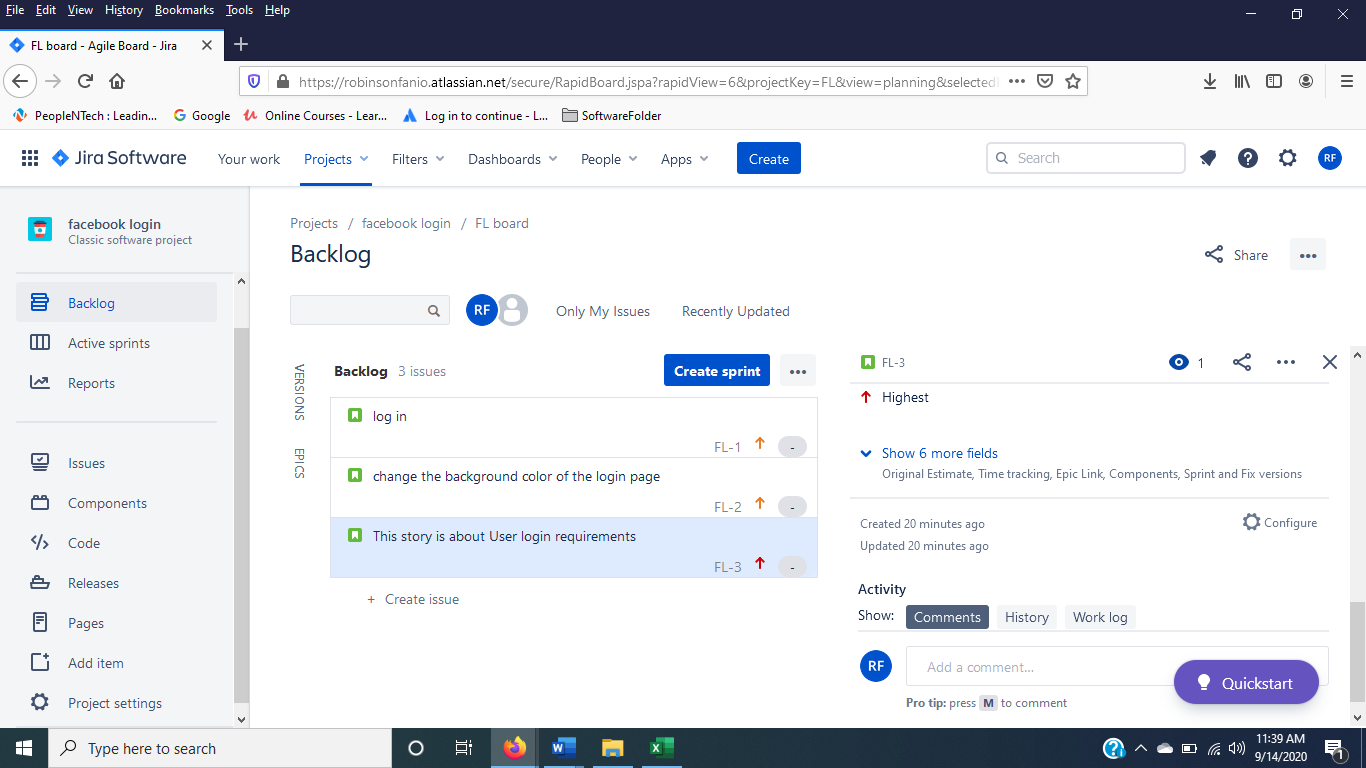 File Edit View History Bookmarks Tools Help
FL board - Agile Board - Jira
https://robinsonfanio.atlassian.net/secure/RapidBoard.jspa?rapidView=6&projectKey=FL&view=planning&selectedI
PeopleNTech : Leadin... Google Online Courses - Lear... Log in to continue - L... SoftwareFolder
Jira Software Your work Projects Filters Dashboards People Apps Create Search RF
facebook login
Classic software project
Backlog
Active sprints
Reports
Issues
Components
Code
Releases
Pages
Add item
Project settings
Projects / facebook login / FL board
Backlog
Share
RF Only My Issues Recently Updated
VERSIONS
EPICS
Backlog 3 issues Create sprint
log in
FL-1 -
change the background color of the login page
FL-2 -
This story is about User login requirements
FL-3 -
+ Create issue
FL-3 1
Highest
Show 6 more fields
Original Estimate, Time tracking, Epic Link, Components, Sprint and Fix versions
Created 20 minutes ago Configure
Updated 20 minutes ago
Activity
Show: Comments History Work log
RF Add a comment...
Quickstart
Pro tip: press M to comment
Type here to search
11:39 AM
9/14/2020
1